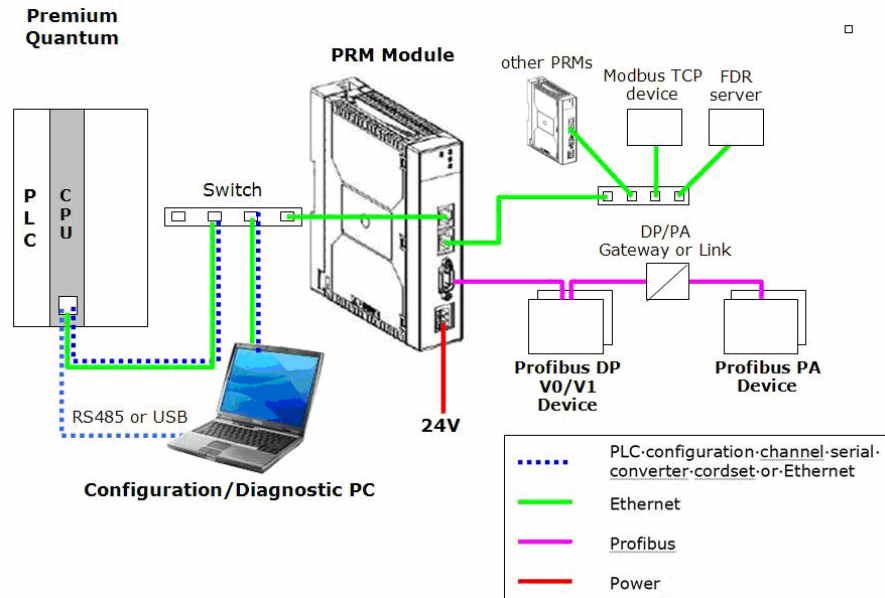 Premium
Quantum
PRM Module
other PRMs
Modbus TCP
device
FDR
server
PLC
CPU
Switch
DP/PA
Gateway or Link
Profibus DP
V0/V1
Device
Profibus PA
Device
RS485 or USB
24V
Configuration/Diagnostic PC
PLC·configuration·channel·serial·
converter·cordset·or·Ethernet
Ethernet
Profibus
Power